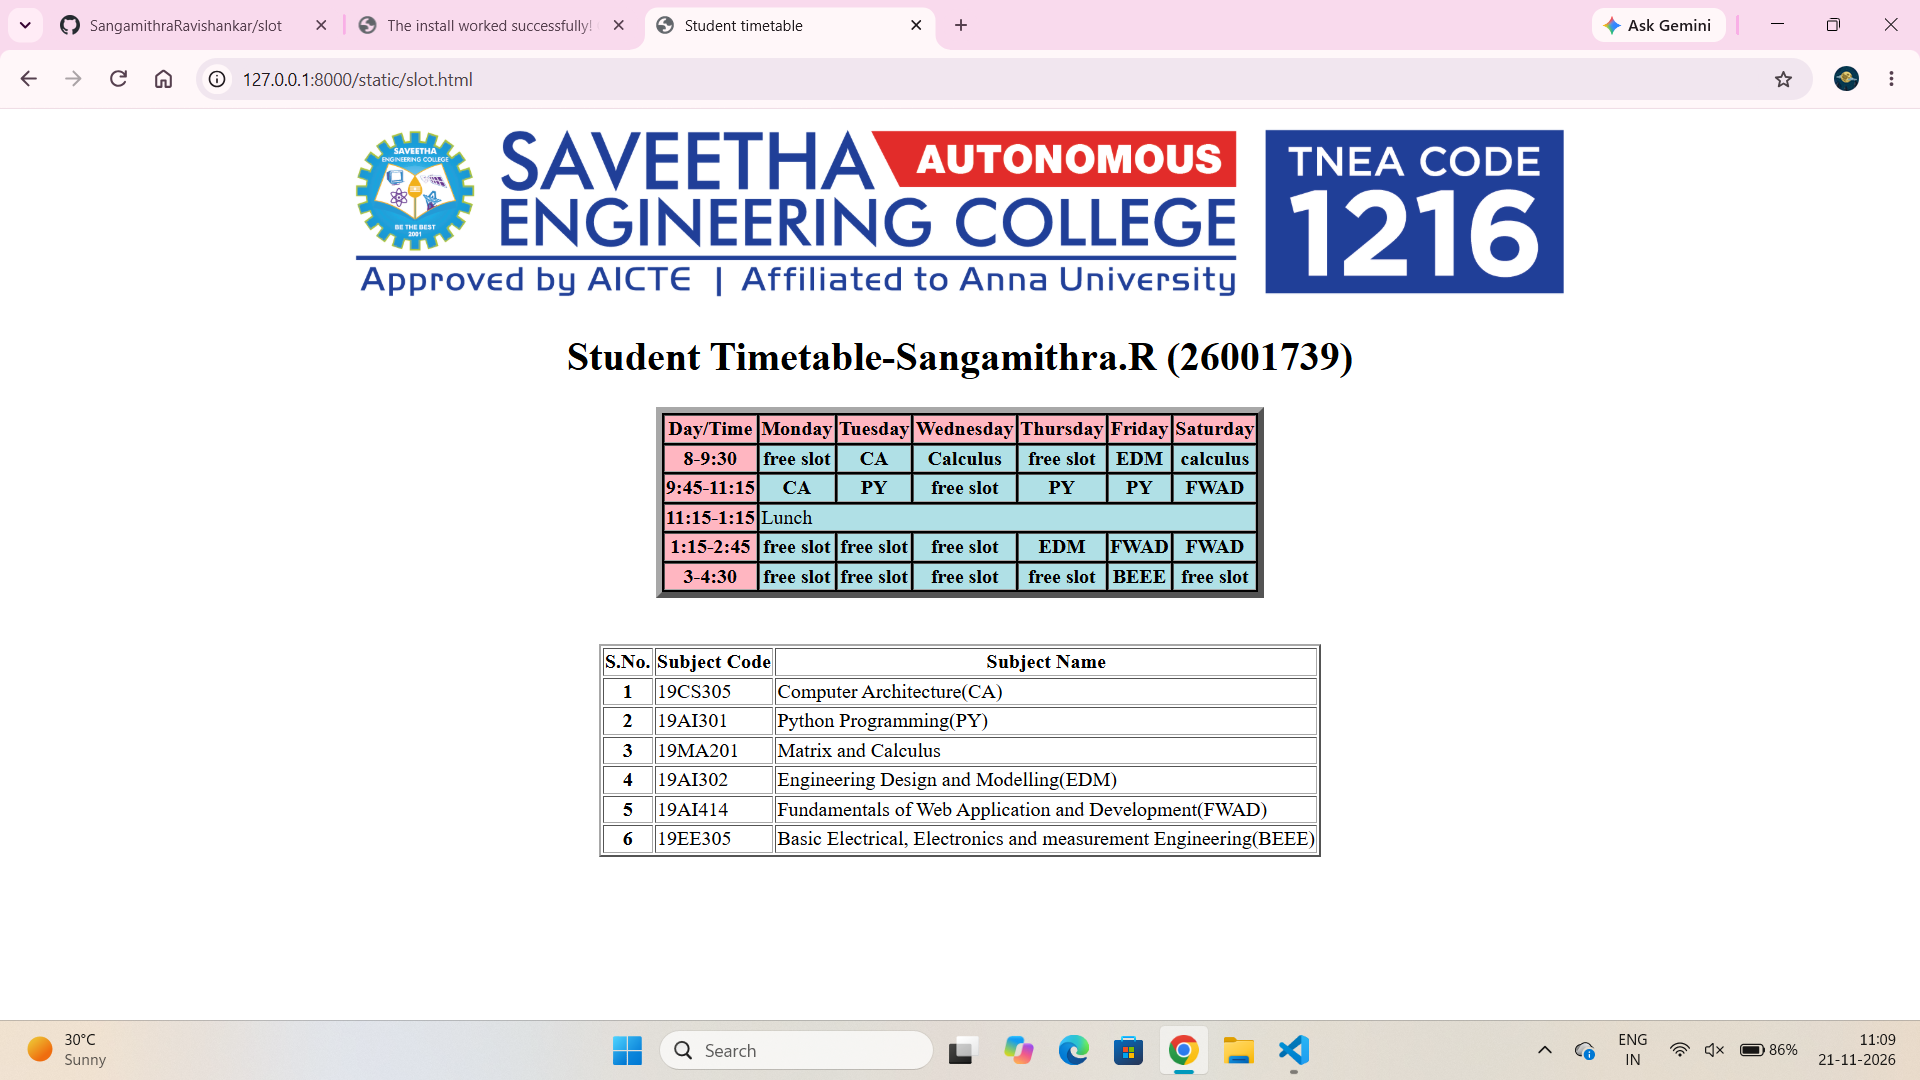 SangamithraRavishankar/slot
The install worked successfully!
Student timetable
Ask Gemini
127.0.0.1:8000/static/slot.html
SAVEETHA
ENGINEERING COLLEGE
BE THE BEST
2001
SAVEETHA AUTONOMOUS
ENGINEERING COLLEGE
Approved by AICTE | Affiliated to Anna University
TNEA CODE
1216
Student Timetable-Sangamithra.R (26001739)
Day/Time Monday Tuesday Wednesday Thursday Friday Saturday
8-9:30 free slot CA Calculus free slot EDM calculus
9:45-11:15 CA PY free slot PY PY FWAD
11:15-1:15 Lunch
1:15-2:45 free slot free slot free slot EDM FWAD FWAD
3-4:30 free slot free slot free slot free slot BEEE free slot
S.No. Subject Code Subject Name
1 19CS305 Computer Architecture(CA)
2 19AI301 Python Programming(PY)
3 19MA201 Matrix and Calculus
4 19AI302 Engineering Design and Modelling(EDM)
5 19AI414 Fundamentals of Web Application and Development(FWAD)
6 19EE305 Basic Electrical, Electronics and measurement Engineering(BEEE)
30°C
Sunny
Search
ENG
IN
86%
11:09
21-11-2026